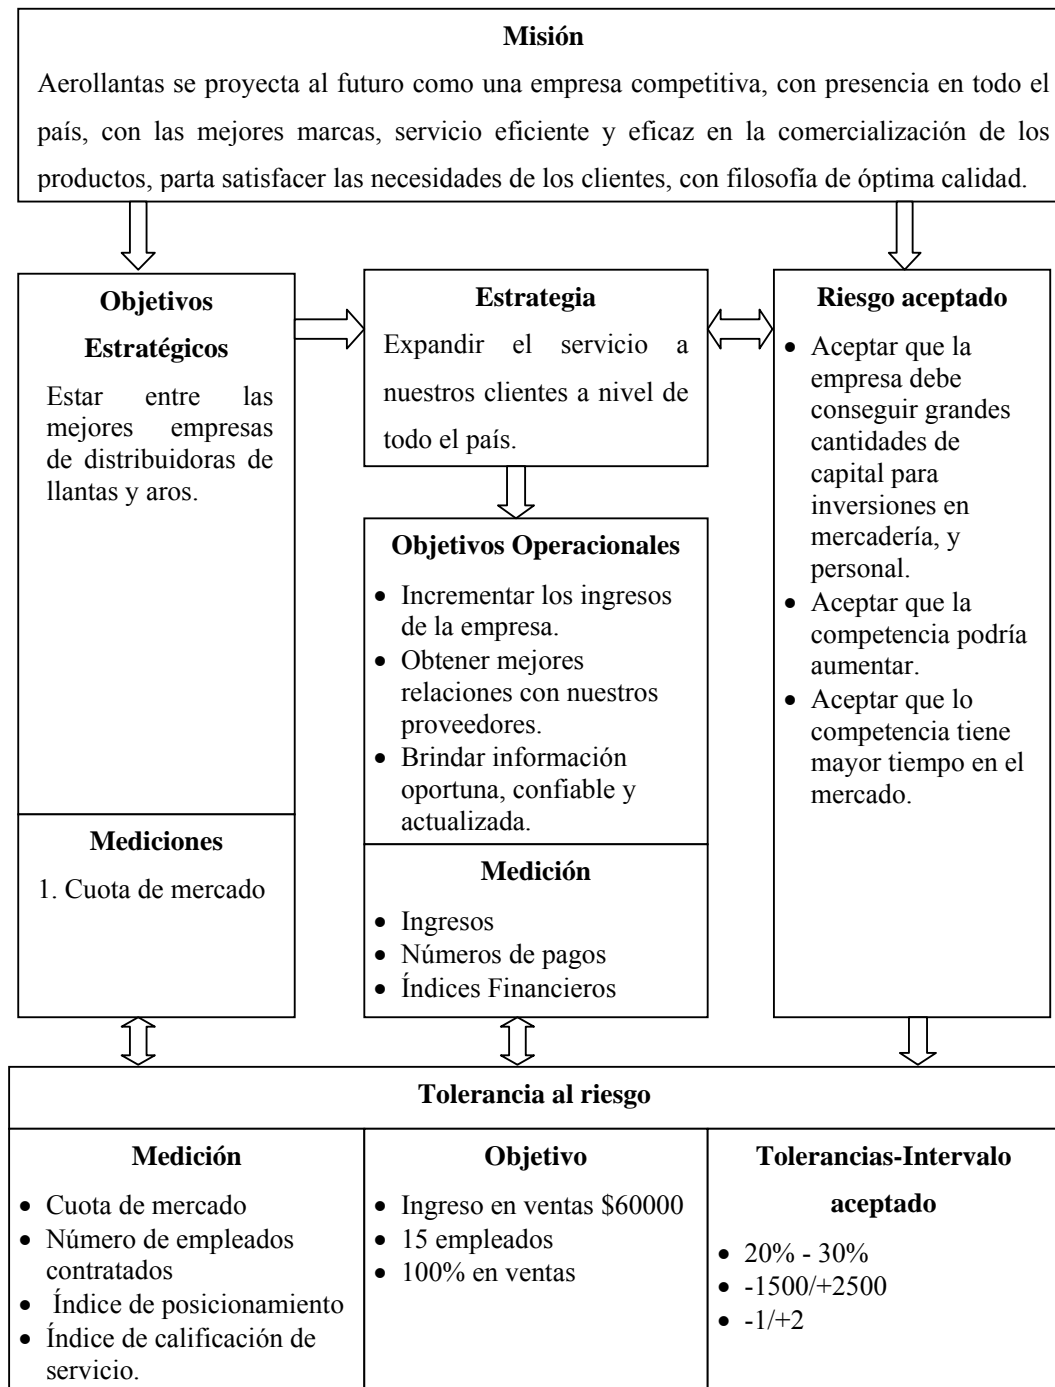 Misión
Aerollantas se proyecta al futuro como una empresa competitiva, con presencia en todo el
país, con las mejores marcas, servicio eficiente y eficaz en la comercialización de los
productos, parta satisfacer las necesidades de los clientes, con filosofía de óptima calidad.
Objetivos
Estratégicos
Estar entre las
mejores empresas
de distribuidoras de
llantas y aros.
Mediciones
1. Cuota de mercado
Estrategia
Expandir el servicio a
nuestros clientes a nivel de
todo el país.
Objetivos Operacionales
• Incrementar los ingresos
de la empresa.
• Obtener mejores
relaciones con nuestros
proveedores.
• Brindar información
oportuna, confiable y
actualizada.
Medición
• Ingresos
• Números de pagos
• Índices Financieros
Riesgo aceptado
• Aceptar que la
empresa debe
conseguir grandes
cantidades de
capital para
inversiones en
mercadería, y
personal.
• Aceptar que la
competencia podría
aumentar.
• Aceptar que lo
competencia tiene
mayor tiempo en el
mercado.
Tolerancia al riesgo
Medición
• Cuota de mercado
• Número de empleados
contratados
• Índice de posicionamiento
• Índice de calificación de
servicio.
Objetivo
• Ingreso en ventas $60000
• 15 empleados
• 100% en ventas
Tolerancias-Intervalo
aceptado
• 20% - 30%
• -1500/+2500
• -1/+2